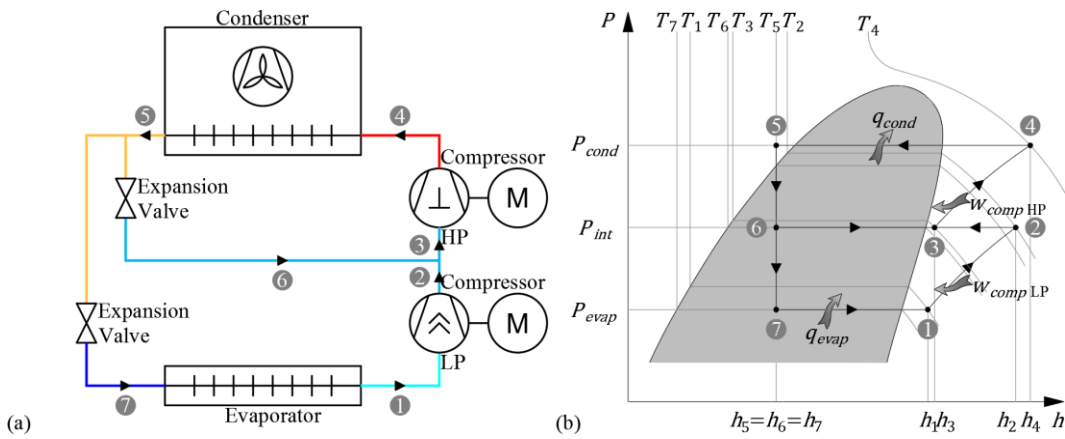 Condenser
5
4
Compressor
Expansion
Valve
M
HP
3
6
2
Compressor
Expansion
Valve
M
LP
7
Evaporator
1
(a)
P
T7 T1 T6 T3 T5 T2
T4
5
qcond
4
Pcond
wcomp HP
Pint
6
3
2
wcomp LP
Pevap
7
qevap
1
h5=h6=h7
h1h3
h2 h4
h
(b)